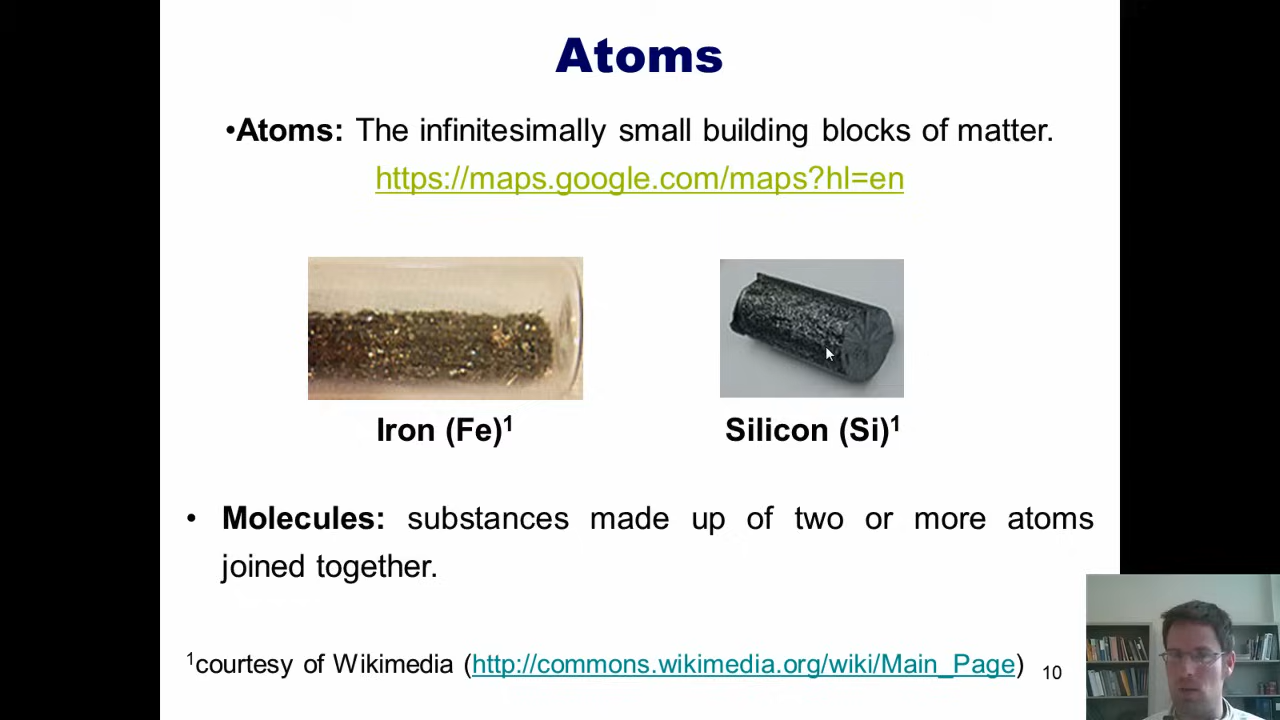 Atoms
•Atoms: The infinitesimally small building blocks of matter.
https://maps.google.com/maps?hl=en
Iron (Fe)¹
Silicon (Si)¹
• Molecules: substances made up of two or more atoms
joined together.
¹courtesy of Wikimedia (http://commons.wikimedia.org/wiki/Main_Page)
10